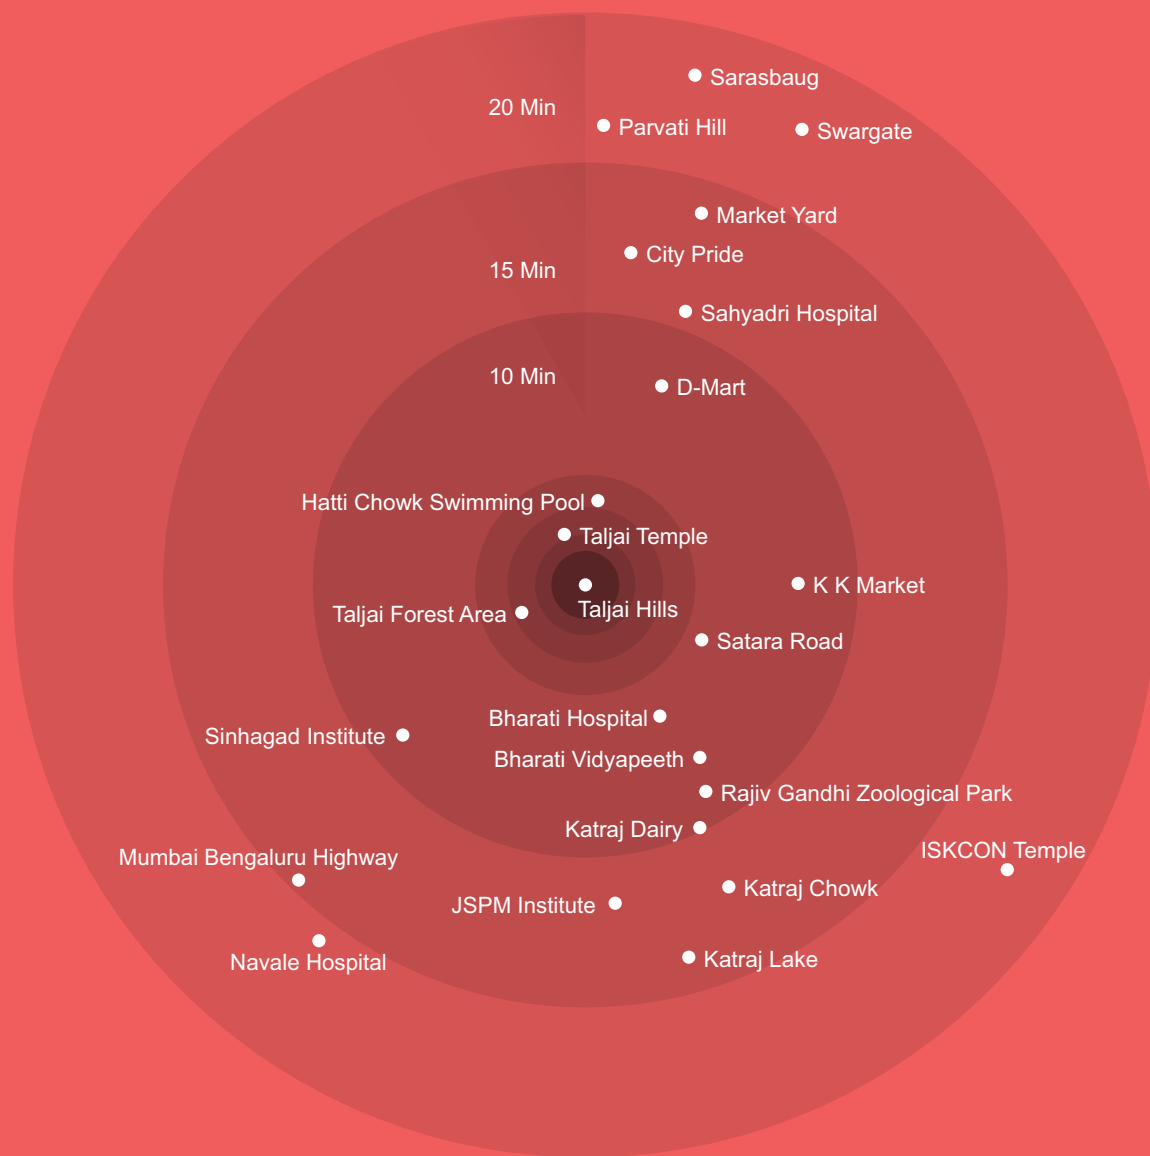 Sarasbaug
20 Min
Parvati Hill
Swargate
Market Yard
City Pride
15 Min
Sahyadri Hospital
10 Min
D-Mart
Hatti Chowk Swimming Pool
Taljai Temple
K K Market
Taljai Hills
Taljai Forest Area
Satara Road
Bharati Hospital
Sinhagad Institute
Bharati Vidyapeeth
Rajiv Gandhi Zoological Park
Katraj Dairy
ISKCON Temple
Mumbai Bengaluru Highway
Katraj Chowk
JSPM Institute
Katraj Lake
Navale Hospital